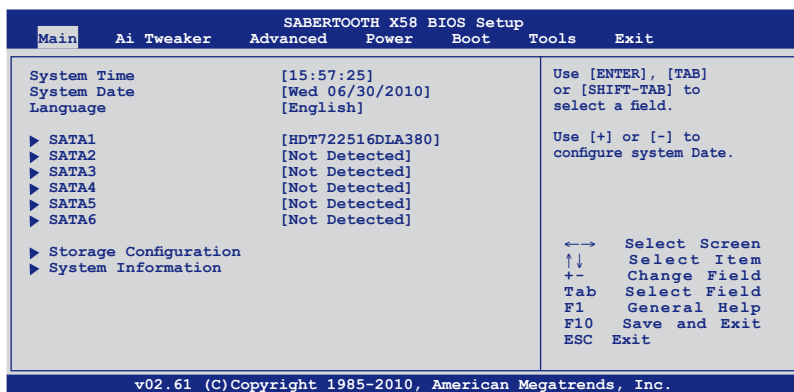 SABERTOOTH X58 BIOS Setup
Main Ai Tweaker Advanced Power Boot Tools Exit
System Time [15:57:25]
System Date [Wed 06/30/2010]
Language [English]
SATA1 [HDT722516DLA380]
SATA2 [Not Detected]
SATA3 [Not Detected]
SATA4 [Not Detected]
SATA5 [Not Detected]
SATA6 [Not Detected]
Storage Configuration
System Information
Use [ENTER], [TAB]
or [SHIFT-TAB] to
select a field.
Use [+] or [-] to
configure system Date.
←→ Select Screen
↑↓ Select Item
+- Change Field
Tab Select Field
F1 General Help
F10 Save and Exit
ESC Exit
v02.61 (C)Copyright 1985-2010, American Megatrends, Inc.